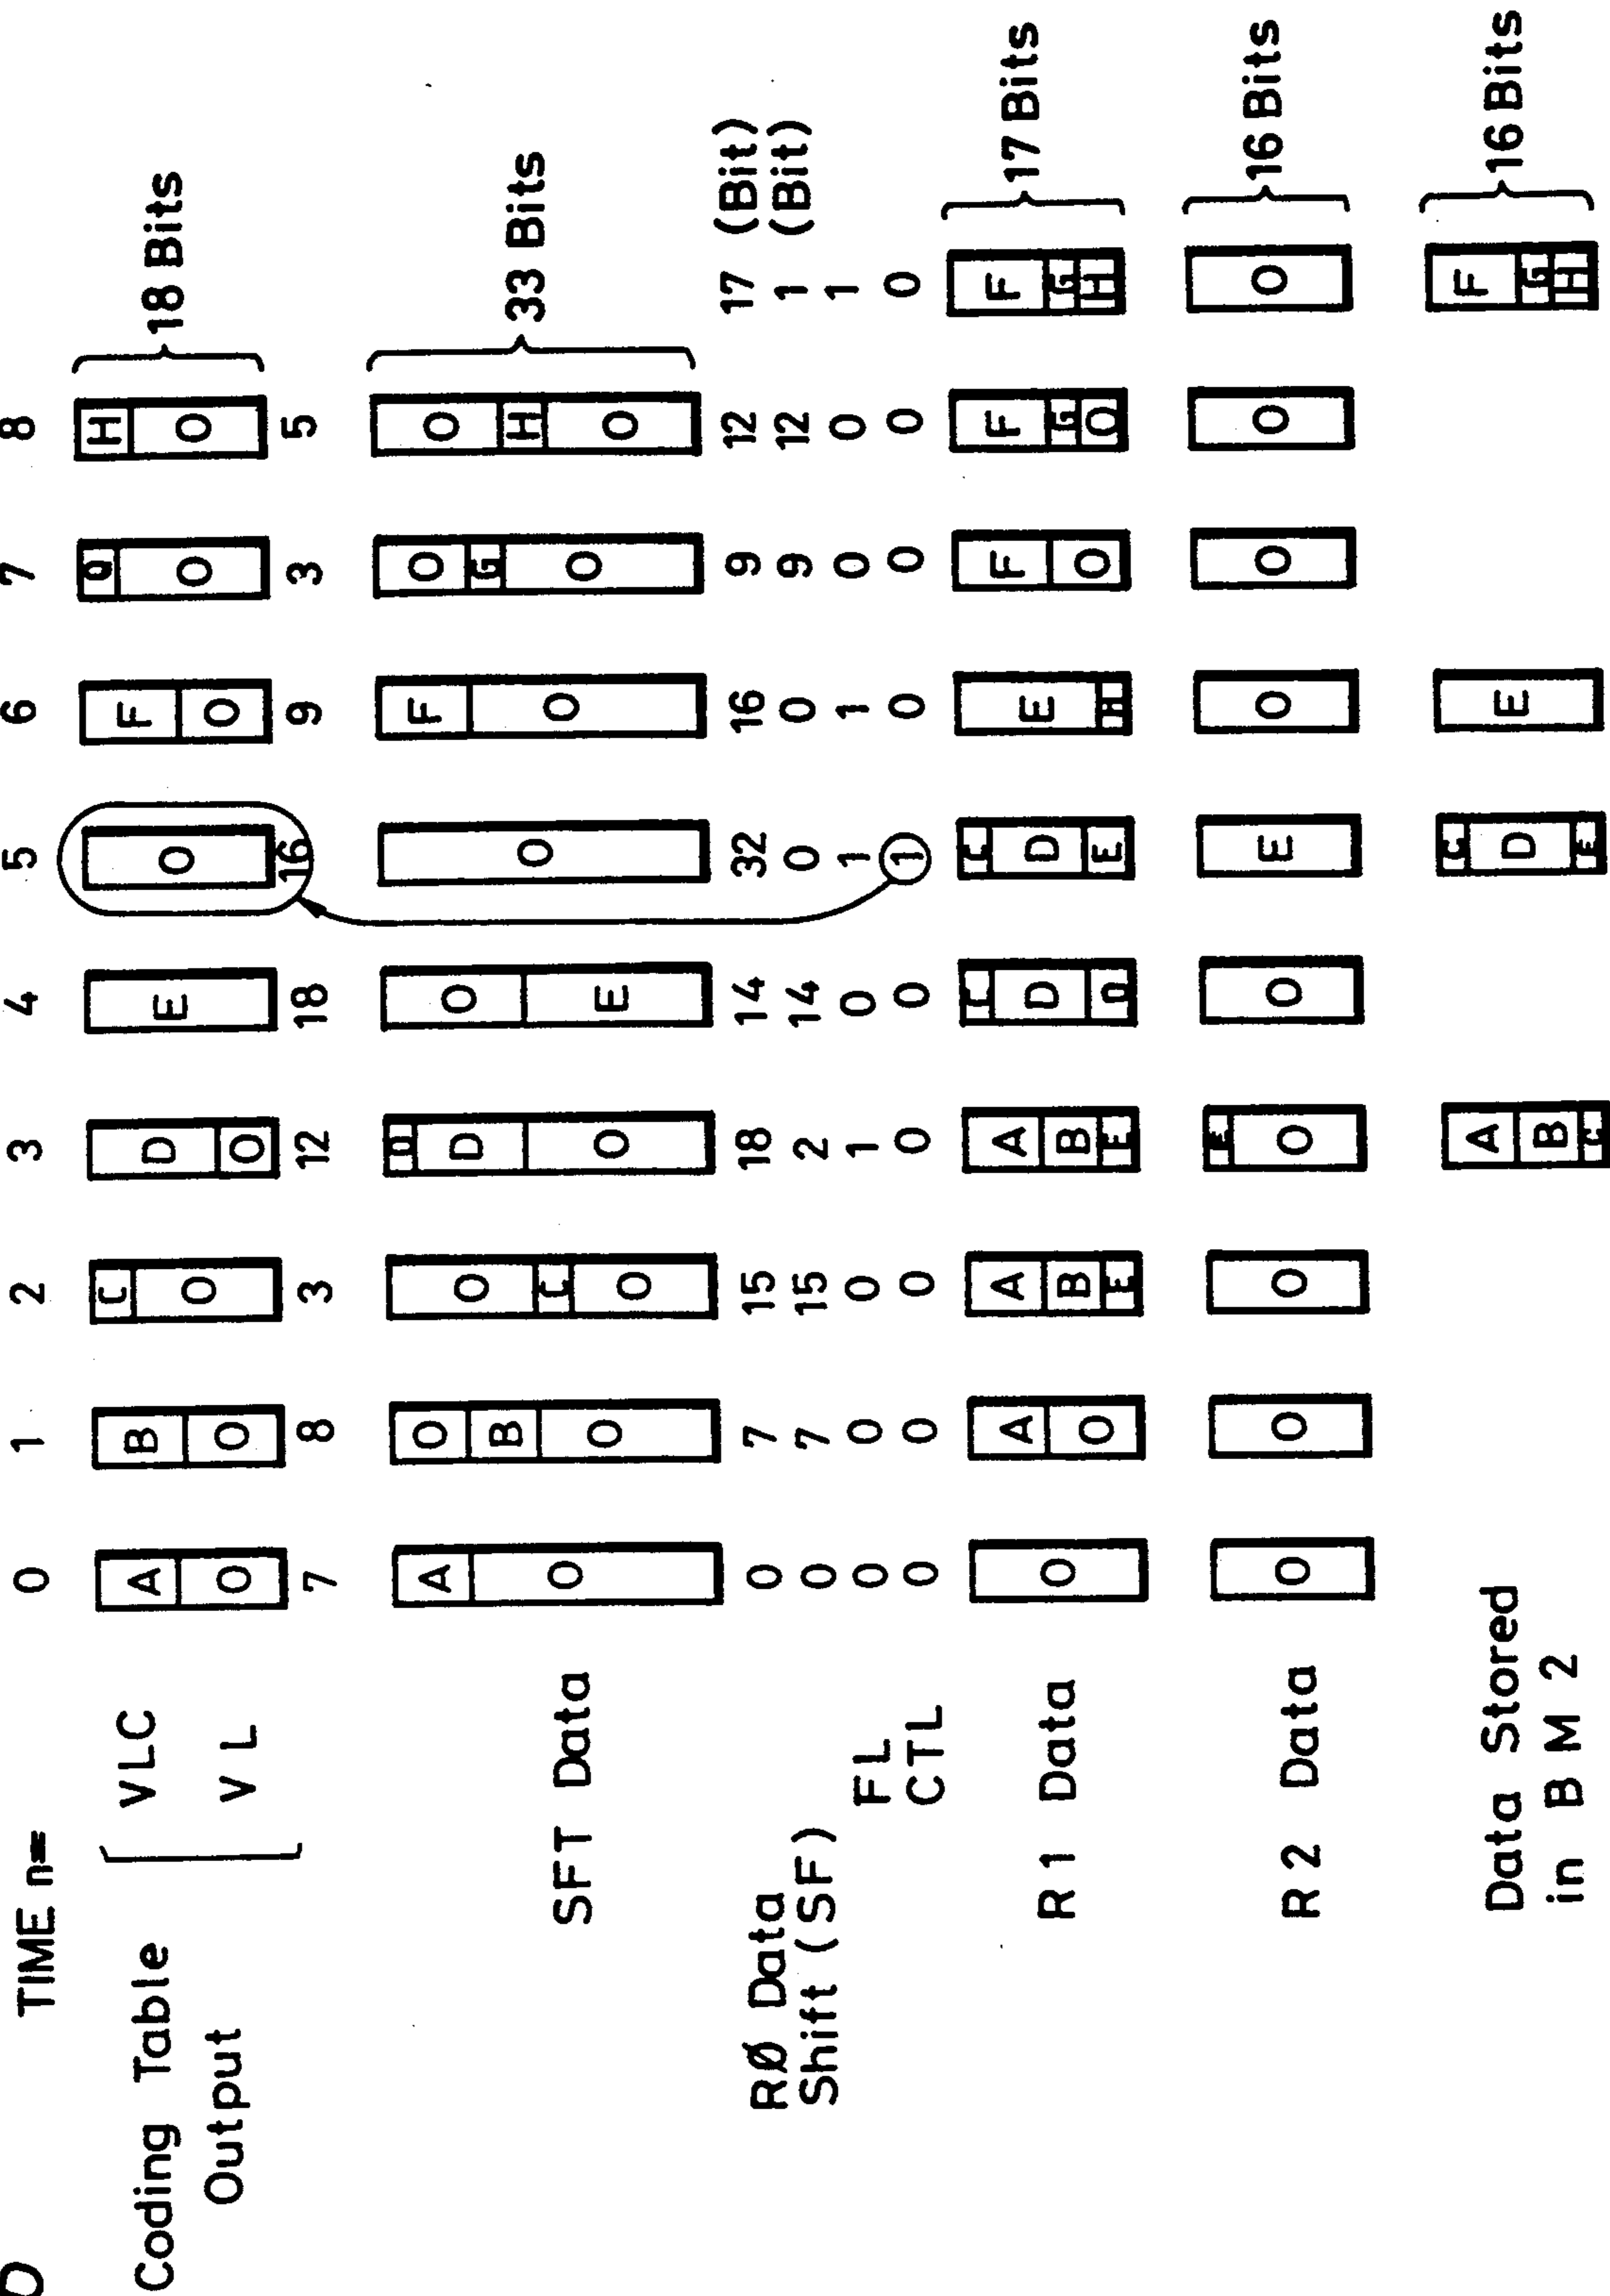 D
TIME n= 0 1 2 3 4 5 6 7 8
Coding Table Output
VLC A O B O C O D O E O F O O H O 18 Bits
VL 7 8 3 12 18 16 9 3 5
SFT Data A O O B O O C O D O O E O F O O G O O H O 33 Bits
RØ Data 0 7 15 18 14 32 16 9 12 17 (Bit)
Shift (SF) 0 7 15 2 14 0 0 9 12 1 (Bit)
FL 0 0 0 1 0 1 1 0 0 1
CTL 0 0 0 0 0 1 0 0 0 0
R1 Data O A O A B E A B E C D O C D E E F O F G O F G H 17 Bits
R2 Data O O O E O O E O O O O 16 Bits
Data Stored in BM 2 A B C C D E E F G H 16 Bits